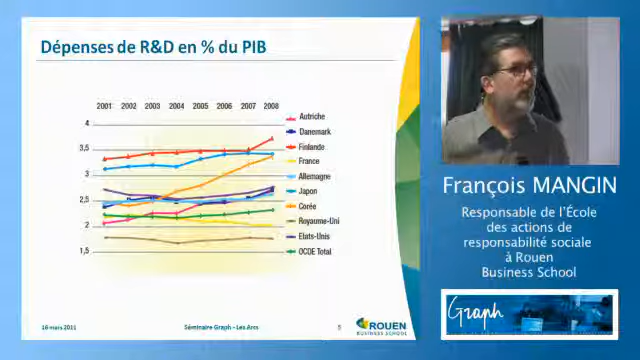 Dépenses de R&D en % du PIB
2001 2002 2003 2004 2005 2006 2007 2008
4
3,5
3
2,5
2
1,5
Autriche
Danemark
Finlande
France
Allemagne
Japon
Corée
Royaume-Uni
Etats-Unis
OCDE Total
16 mars 2011
Séminaire Graph - Les Arcs
5
ROUEN
BUSINESS SCHOOL
François MANGIN
Responsable de l'École
des actions de
responsabilité sociale
à Rouen
Business School
Graph